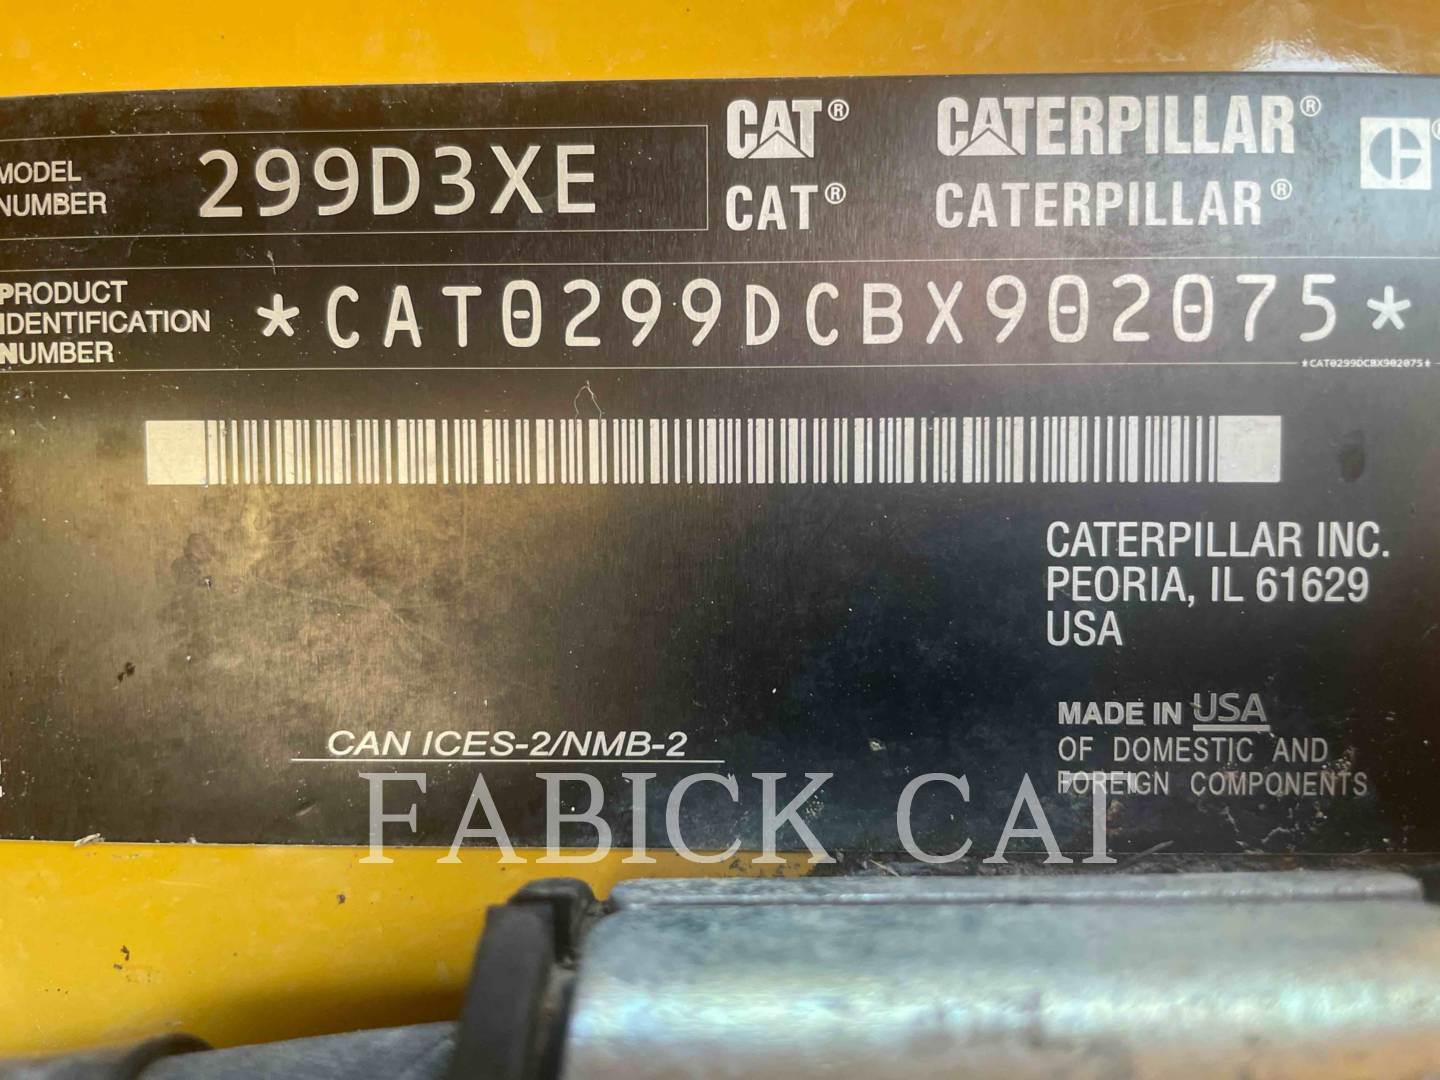 MODEL
NUMBER
299D3XE
CAT® CATERPILLAR®
CAT® CATERPILLAR®
PRODUCT
IDENTIFICATION
NUMBER
*CAT0299DCBX902075*
*CAT0299DCBX902075*
CATERPILLAR INC.
PEORIA, IL 61629
USA
MADE IN USA
OF DOMESTIC AND
FOREIGN COMPONENTS
CAN ICES-2/NMB-2
FABICK CAT